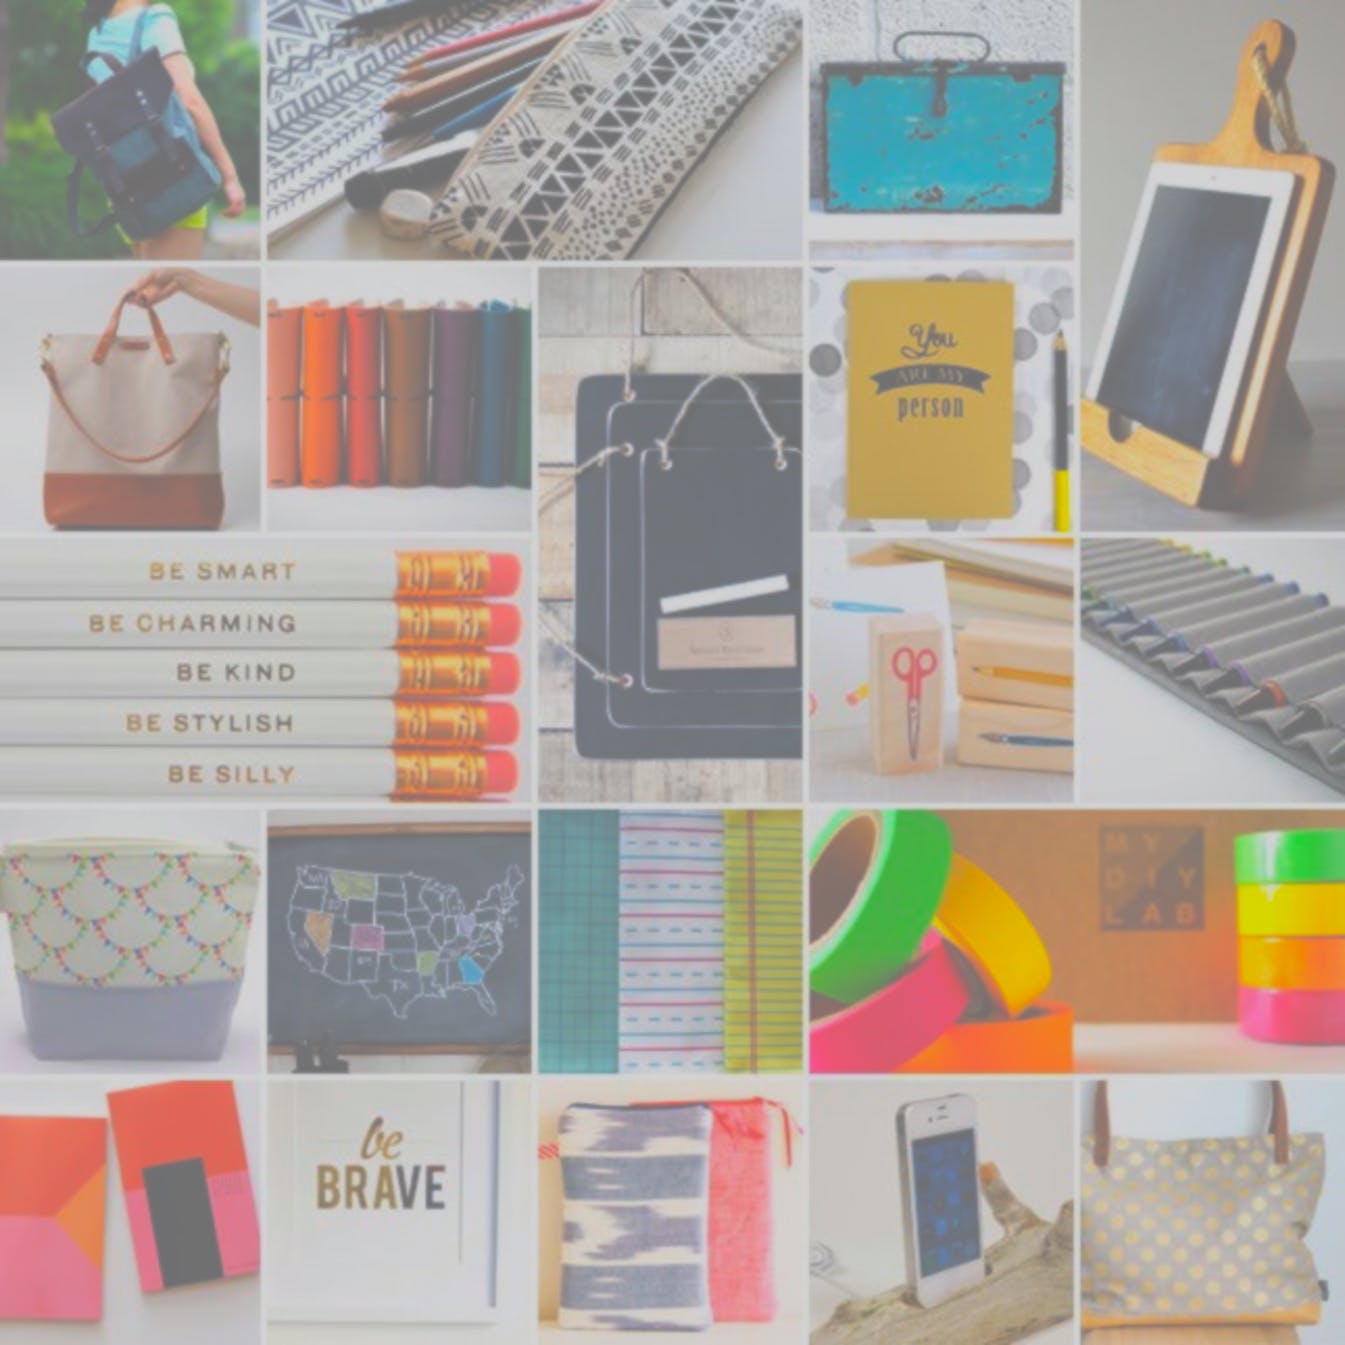 You
ARE MY
person
BE SMART
BE CHARMING
BE KIND
BE STYLISH
BE SILLY
MY
DIY
LAB
be
BRAVE